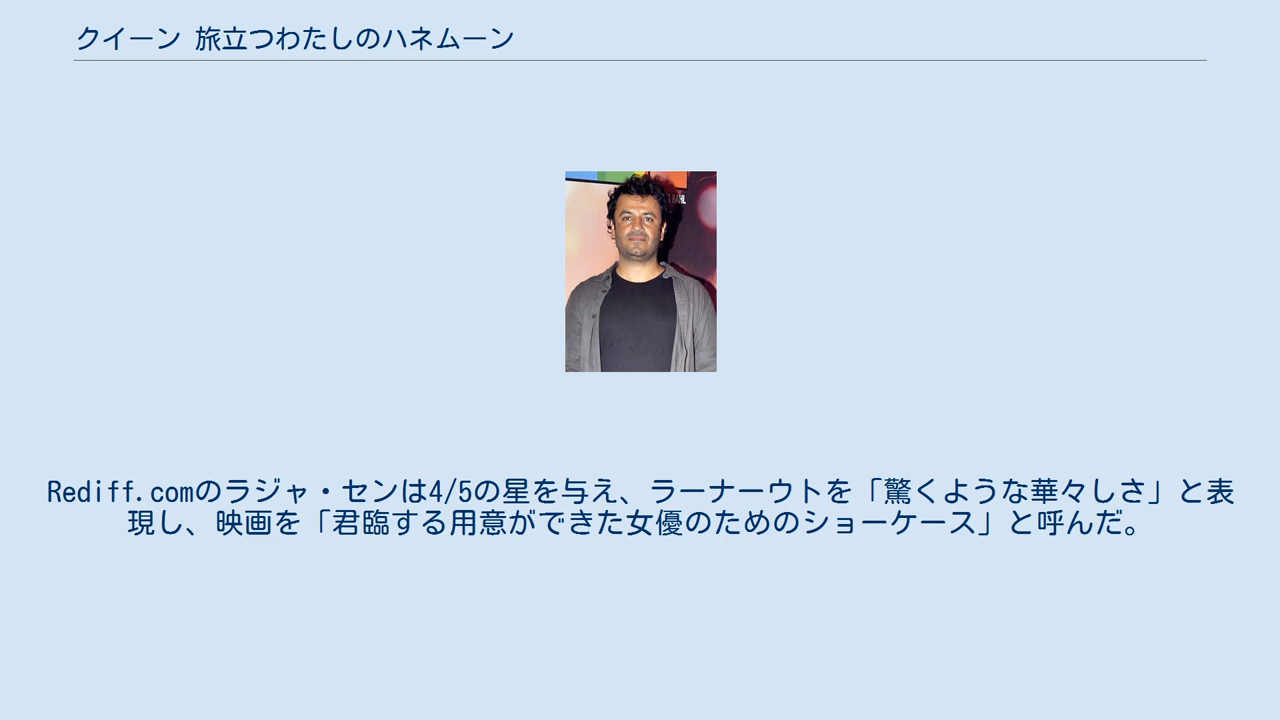 クイーン 旅立つわたしのハネムーン
BAHL
Rediff.comのラジャ・センは4/5の星を与え、ラーナーウトを「驚くような華々しさ」と表
現し、映画を「君臨する用意ができた女優のためのショーケース」と呼んだ。